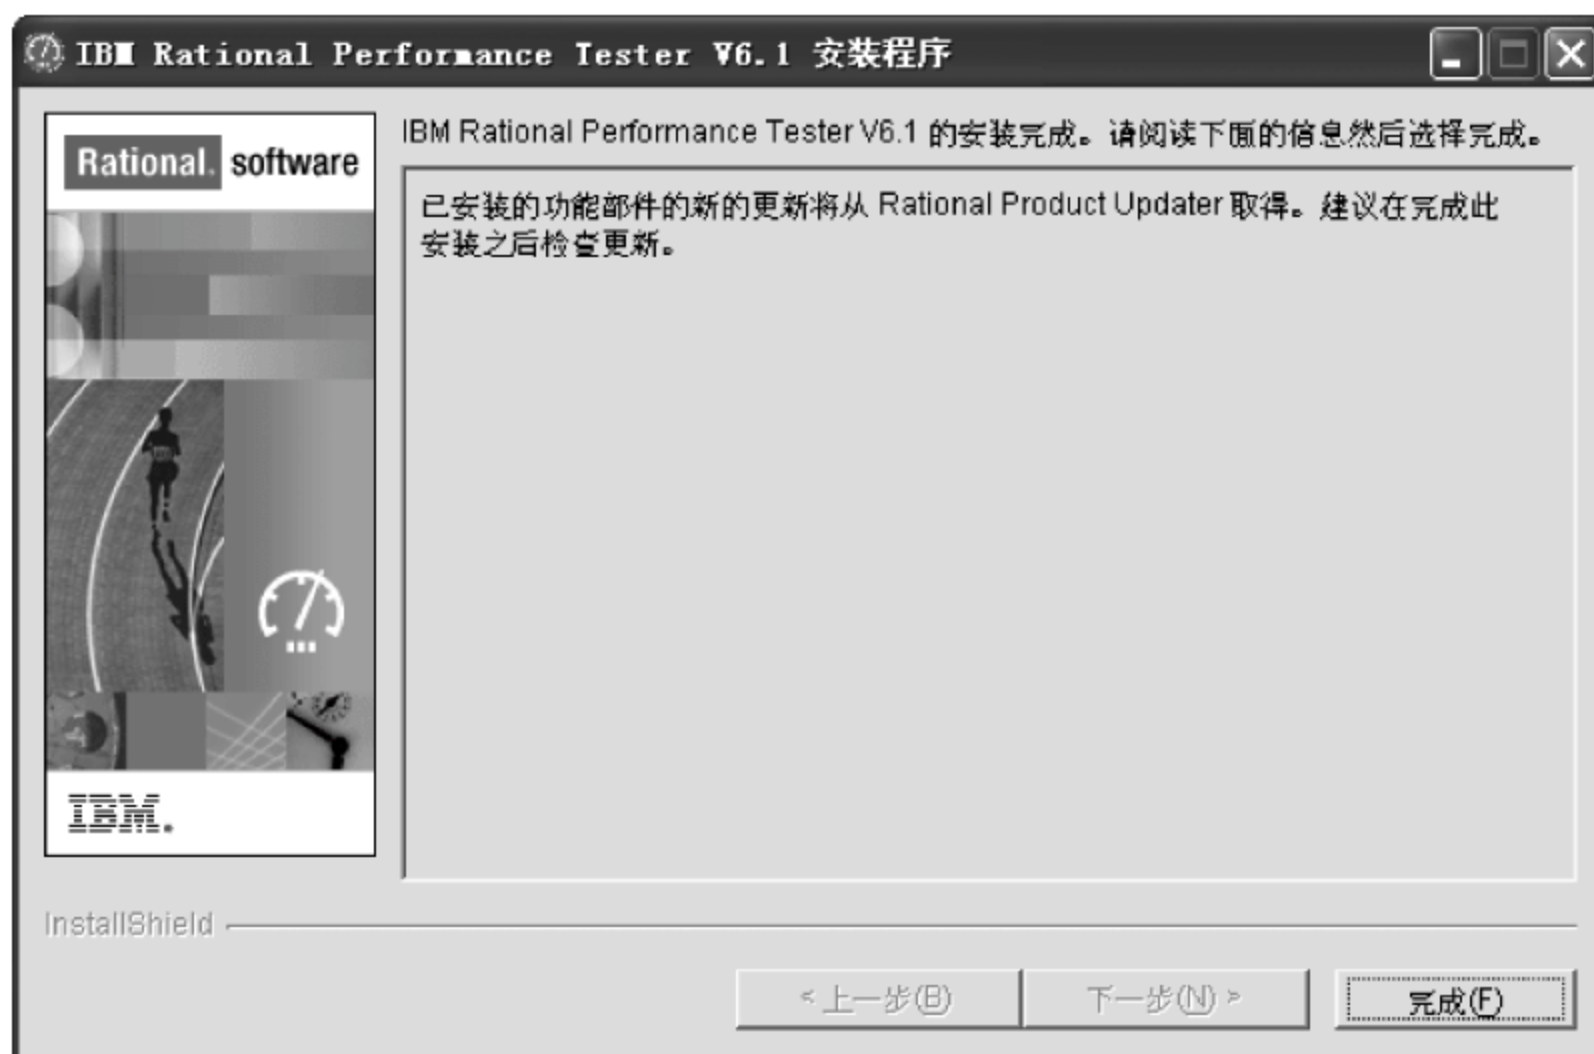 IBM Rational Performance Tester V6.1 安装程序
Rational. software
IBM Rational Performance Tester V6.1 的安装完成。请阅读下面的信息然后选择完成。
已安装的功能部件的新的更新将从 Rational Product Updater 取得。建议在完成此
安装之后检查更新。
IBM.
InstallShield
< 上一步(B)
下一步(N) >
完成(F)